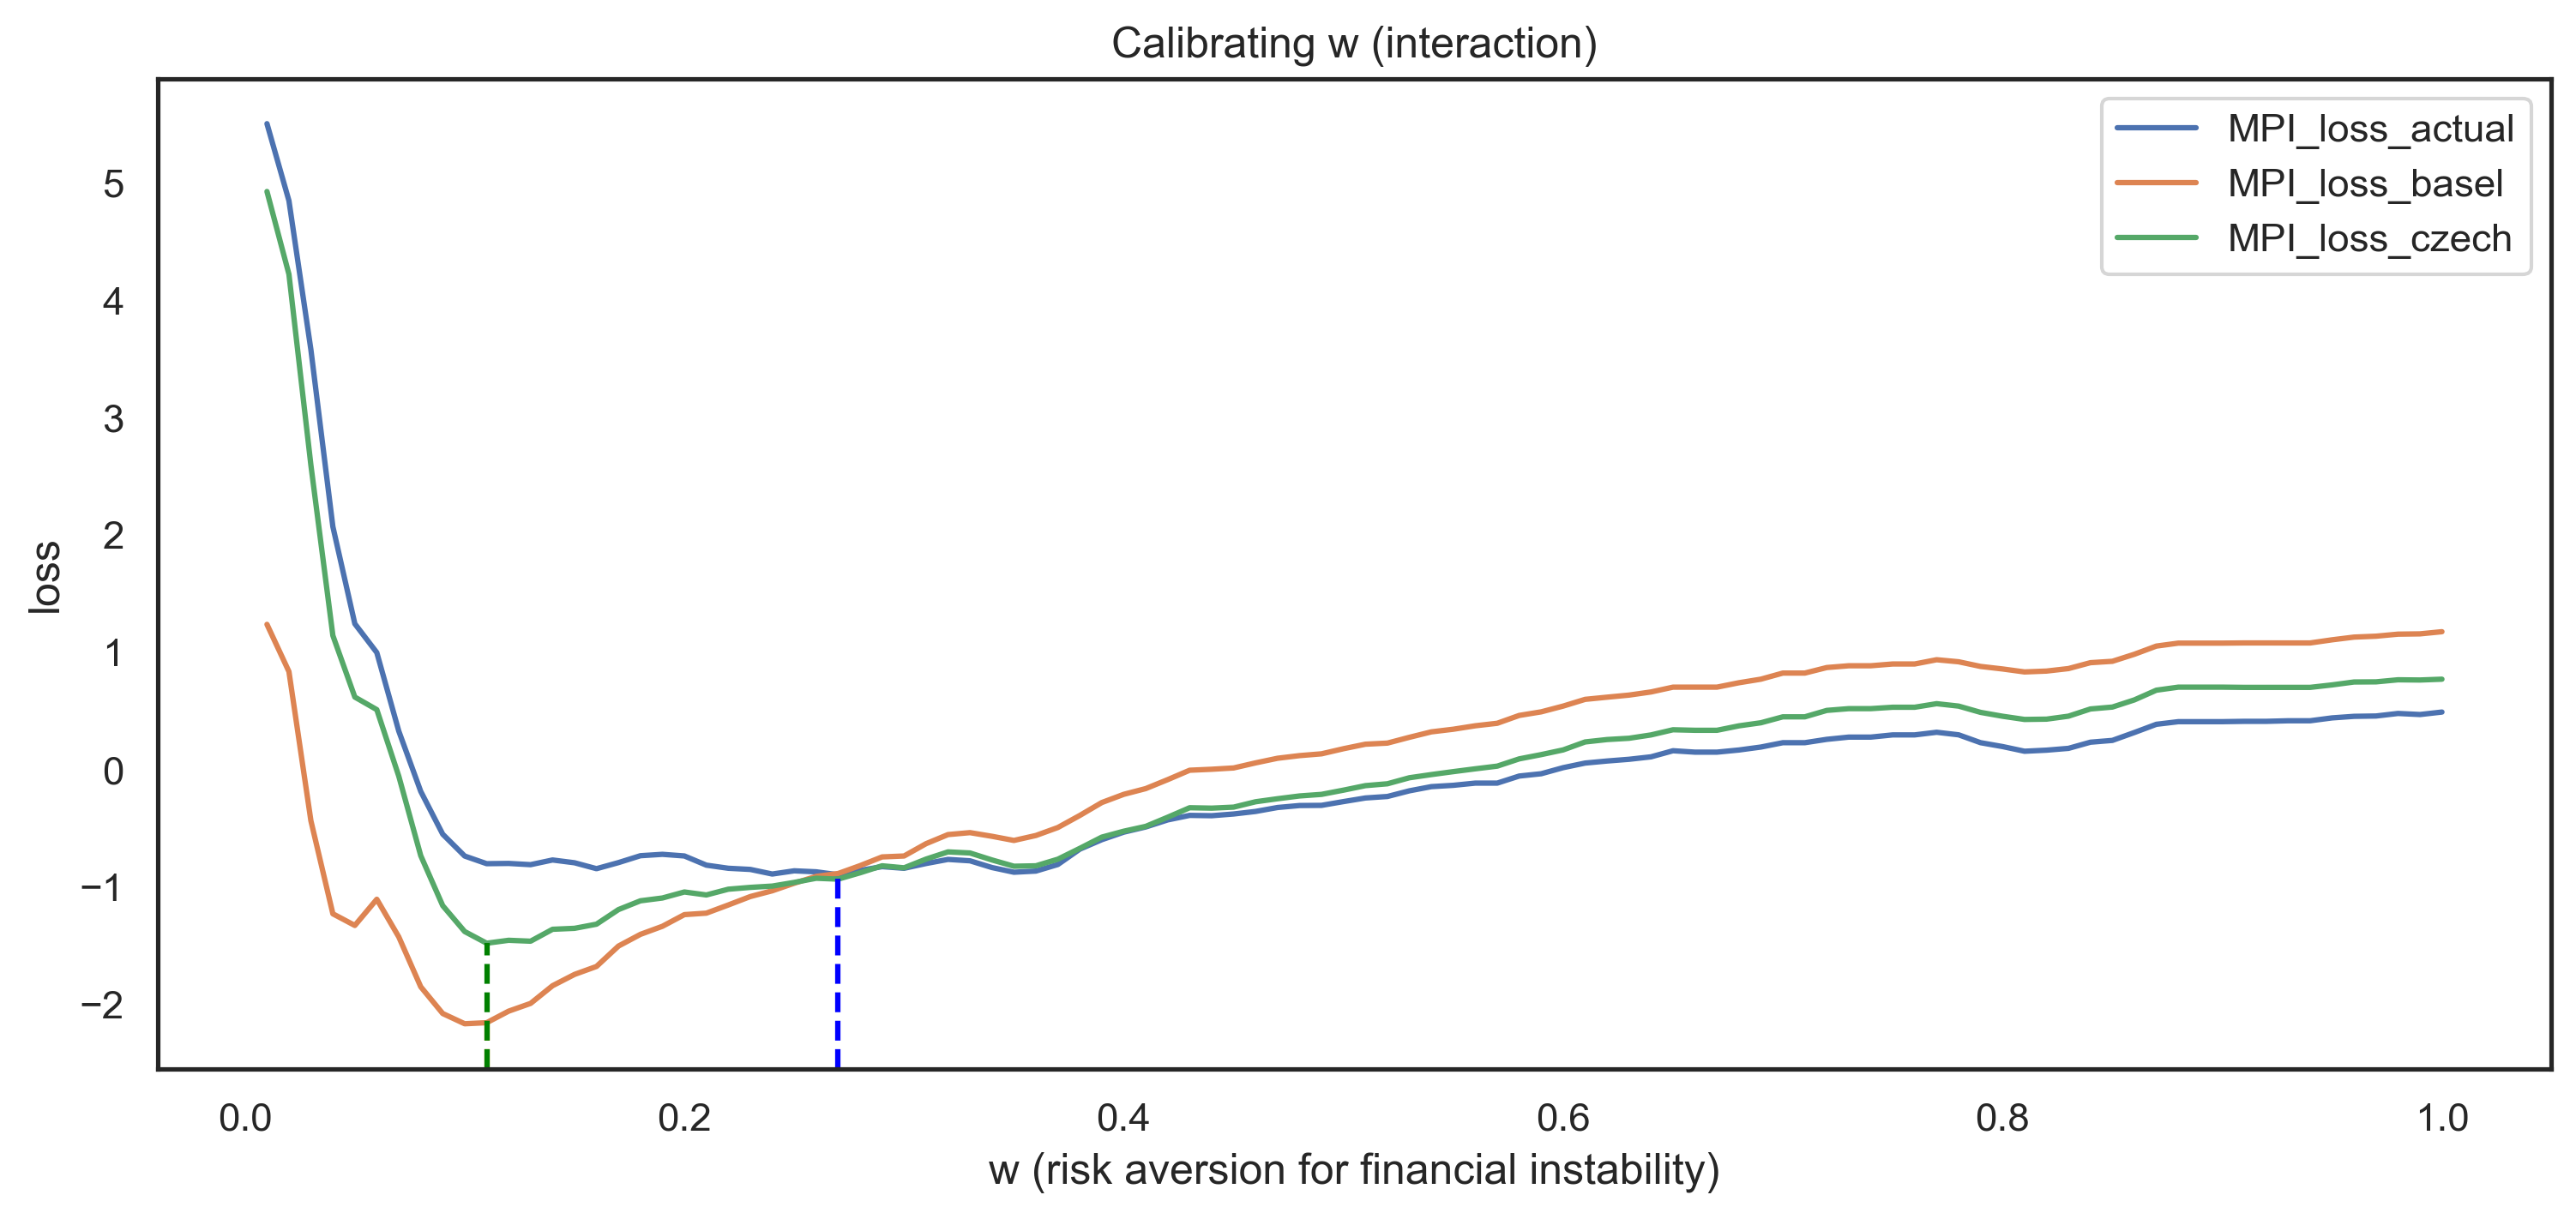 Calibrating w (interaction)
MPI_loss_actual
MPI_loss_basel
MPI_loss_czech
loss
5
4
3
2
1
0
−1
−2
0.0 0.2 0.4 0.6 0.8 1.0
w (risk aversion for financial instability)